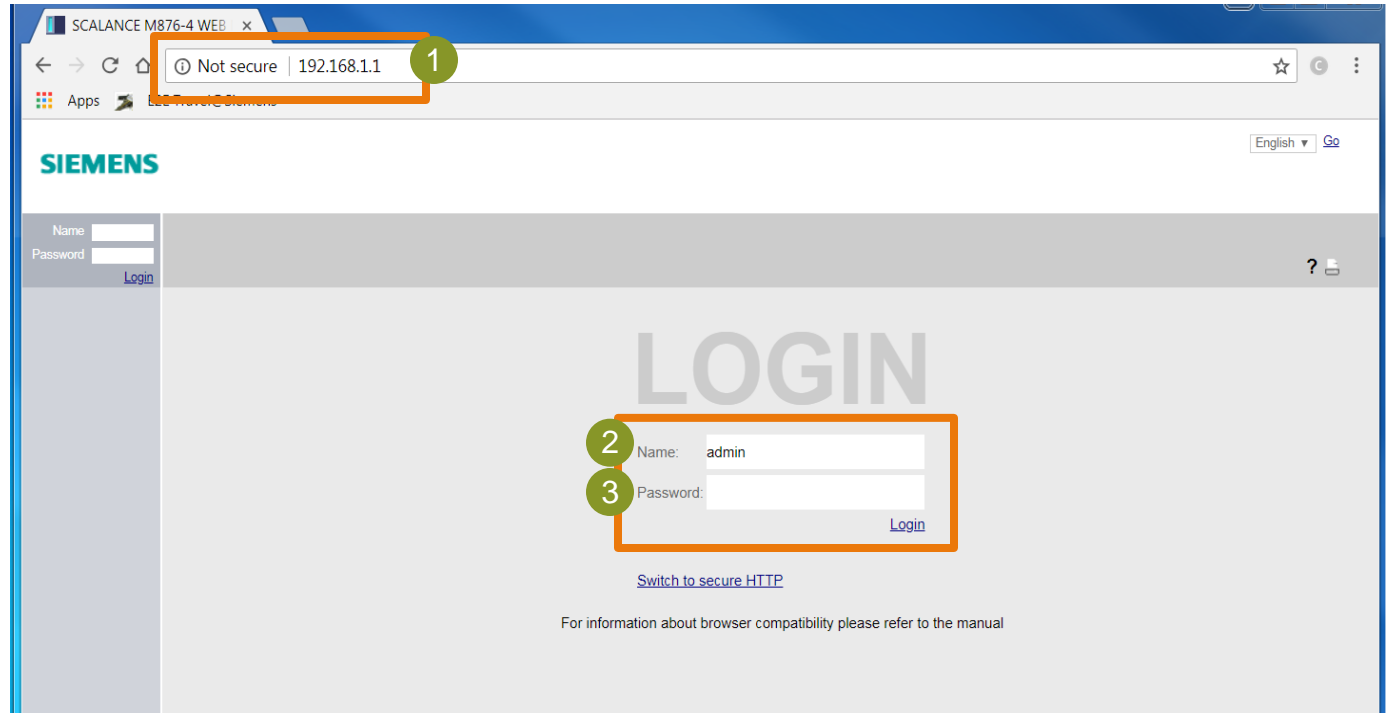 SCALANCE M876-4 WEB
1
Not secure 192.168.1.1
Apps
English Go
SIEMENS
Name
Password
Login
?
LOGIN
2 Name: admin
3 Password:
Login
Switch to secure HTTP
For information about browser compatibility please refer to the manual